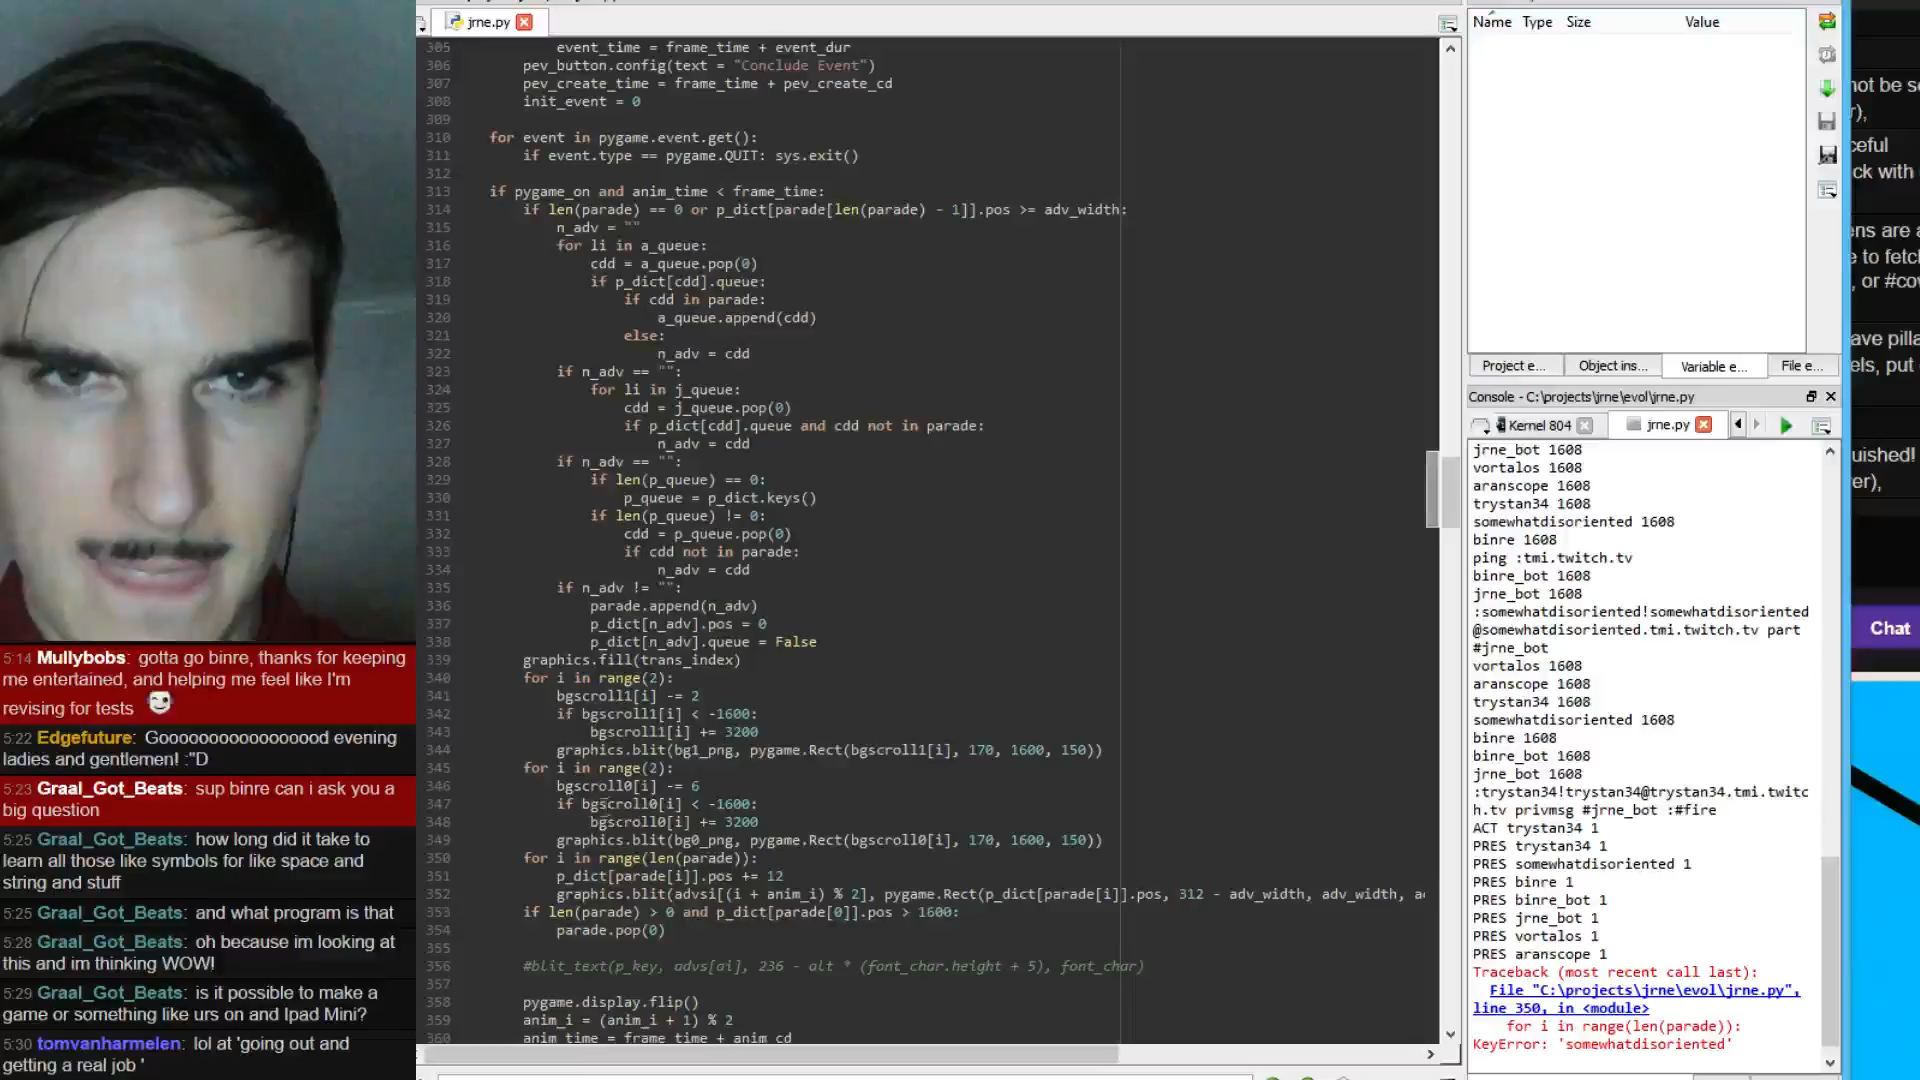 jrne.py
305 event_time = frame_time + event_dur
306 pev_button.config(text = "Conclude Event")
307 pev_create_time = frame_time + pev_create_cd
308 init_event = 0
309
310 for event in pygame.event.get():
311 if event.type == pygame.QUIT: sys.exit()
312
313 if pygame_on and anim_time < frame_time:
314 if len(parade) == 0 or p_dict[parade[len(parade) - 1]].pos >= adv_width:
315 n_adv = ""
316 for li in a_queue:
317 cdd = a_queue.pop(0)
318 if p_dict[cdd].queue:
319 if cdd in parade:
320 a_queue.append(cdd)
321 else:
322 n_adv = cdd
323 if n_adv == "":
324 for li in j_queue:
325 cdd = j_queue.pop(0)
326 if p_dict[cdd].queue and cdd not in parade:
327 n_adv = cdd
328 if n_adv == "":
329 if len(p_queue) == 0:
330 p_queue = p_dict.keys()
331 if len(p_queue) != 0:
332 cdd = p_queue.pop(0)
333 if cdd not in parade:
334 n_adv = cdd
335 if n_adv != "":
336 parade.append(n_adv)
337 p_dict[n_adv].pos = 0
338 p_dict[n_adv].queue = False
339 graphics.fill(trans_index)
340 for i in range(2):
341 bgscroll1[i] -= 2
342 if bgscroll1[i] < -1600:
343 bgscroll1[i] += 3200
344 graphics.blit(bg1_png, pygame.Rect(bgscroll1[i], 170, 1600, 150))
345 for i in range(2):
346 bgscroll0[i] -= 6
347 if bgscroll0[i] < -1600:
348 bgscroll0[i] += 3200
349 graphics.blit(bg0_png, pygame.Rect(bgscroll0[i], 170, 1600, 150))
350 for i in range(len(parade)):
351 p_dict[parade[i]].pos += 12
352 graphics.blit(advsi[(i + anim_i) % 2], pygame.Rect(p_dict[parade[i]].pos, 312 - adv_width, adv_width, a
353 if len(parade) > 0 and p_dict[parade[0]].pos > 1600:
354 parade.pop(0)
355
356 #blit_text(p_key, advs[ai], 236 - alt * (font_char.height + 5), font_char)
357
358 pygame.display.flip()
359 anim_i = (anim_i + 1) % 2
360 anim_time = frame_time + anim_cd
5:14 Mullybobs: gotta go binre, thanks for keeping
me entertained, and helping me feel like I'm
revising for tests
5:22 Edgefuture: Gooooooooooooooood evening
ladies and gentlemen! :"D
5:23 Graal_Got_Beats: sup binre can i ask you a
big question
5:25 Graal_Got_Beats: how long did it take to
learn all those like symbols for like space and
string and stuff
5:25 Graal_Got_Beats: and what program is that
5:28 Graal_Got_Beats: oh because im looking at
this and im thinking WOW!
5:29 Graal_Got_Beats: is it possible to make a
game or something like urs on and Ipad Mini?
5:30 tomvanharmelen: lol at 'going out and
getting a real job '
Name Type Size Value
Project e... Object ins... Variable e... File e...
Console - C:\projects\jrne\evol\jrne.py
Kernel 804 jrne.py
jrne_bot 1608
vortalos 1608
aranscope 1608
trystan34 1608
somewhatdisoriented 1608
binre 1608
ping :tmi.twitch.tv
binre_bot 1608
jrne_bot 1608
:somewhatdisoriented!somewhatdisoriented
@somewhatdisoriented.tmi.twitch.tv part
#jrne_bot
vortalos 1608
aranscope 1608
trystan34 1608
somewhatdisoriented 1608
binre 1608
binre_bot 1608
jrne_bot 1608
:trystan34!trystan34@trystan34.tmi.twitc
h.tv privmsg #jrne_bot :#fire
ACT trystan34 1
PRES trystan34 1
PRES somewhatdisoriented 1
PRES binre 1
PRES binre_bot 1
PRES jrne_bot 1
PRES vortalos 1
PRES aranscope 1
Traceback (most recent call last):
File "C:\projects\jrne\evol\jrne.py",
line 350, in <module>
for i in range(len(parade)):
KeyError: 'somewhatdisoriented'
not be s
r),
ceful
ck with
ens are a
e to fetc
, or #co
ave pilla
els, put
uished!
er),
Chat